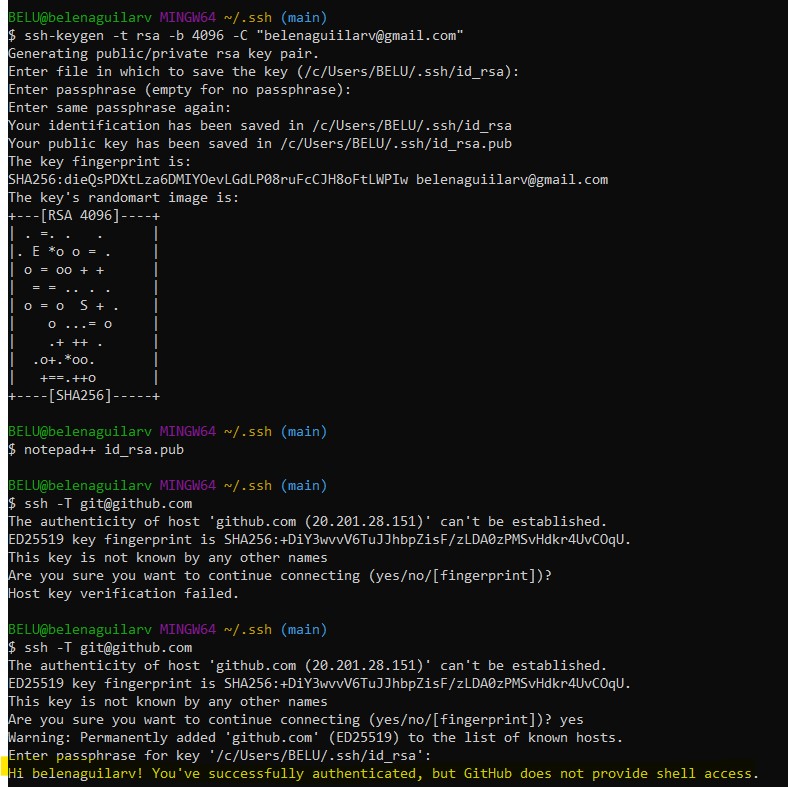 BELU@belenaguilarv MINGW64 ~/.ssh (main)
$ ssh-keygen -t rsa -b 4096 -C "belenaguiilarv@gmail.com"
Generating public/private rsa key pair.
Enter file in which to save the key (/c/Users/BELU/.ssh/id_rsa):
Enter passphrase (empty for no passphrase):
Enter same passphrase again:
Your identification has been saved in /c/Users/BELU/.ssh/id_rsa
Your public key has been saved in /c/Users/BELU/.ssh/id_rsa.pub
The key fingerprint is:
SHA256:dieQsPDXtLza6DMIYOevLGdLP08ruFcCJH8oFtLWPIw belenaguiilarv@gmail.com
The key's randomart image is:
+---[RSA 4096]----+
| . =. .   .      |
|. E *o o = .     |
| o = oo + +      |
|  = = .. . .     |
| o = o  S + .    |
|    o ...= o     |
|    .+ ++ .      |
|  .o+.*oo.       |
|   +==.++o       |
+----[SHA256]-----+
BELU@belenaguilarv MINGW64 ~/.ssh (main)
$ notepad++ id_rsa.pub
BELU@belenaguilarv MINGW64 ~/.ssh (main)
$ ssh -T git@github.com
The authenticity of host 'github.com (20.201.28.151)' can't be established.
ED25519 key fingerprint is SHA256:+DiY3wvvV6TuJJhbpZisF/zLDA0zPMSvHdkr4UvCOqU.
This key is not known by any other names
Are you sure you want to continue connecting (yes/no/[fingerprint])?
Host key verification failed.
BELU@belenaguilarv MINGW64 ~/.ssh (main)
$ ssh -T git@github.com
The authenticity of host 'github.com (20.201.28.151)' can't be established.
ED25519 key fingerprint is SHA256:+DiY3wvvV6TuJJhbpZisF/zLDA0zPMSvHdkr4UvCOqU.
This key is not known by any other names
Are you sure you want to continue connecting (yes/no/[fingerprint])? yes
Warning: Permanently added 'github.com' (ED25519) to the list of known hosts.
Enter passphrase for key '/c/Users/BELU/.ssh/id_rsa':
Hi belenaguilarv! You've successfully authenticated, but GitHub does not provide shell access.